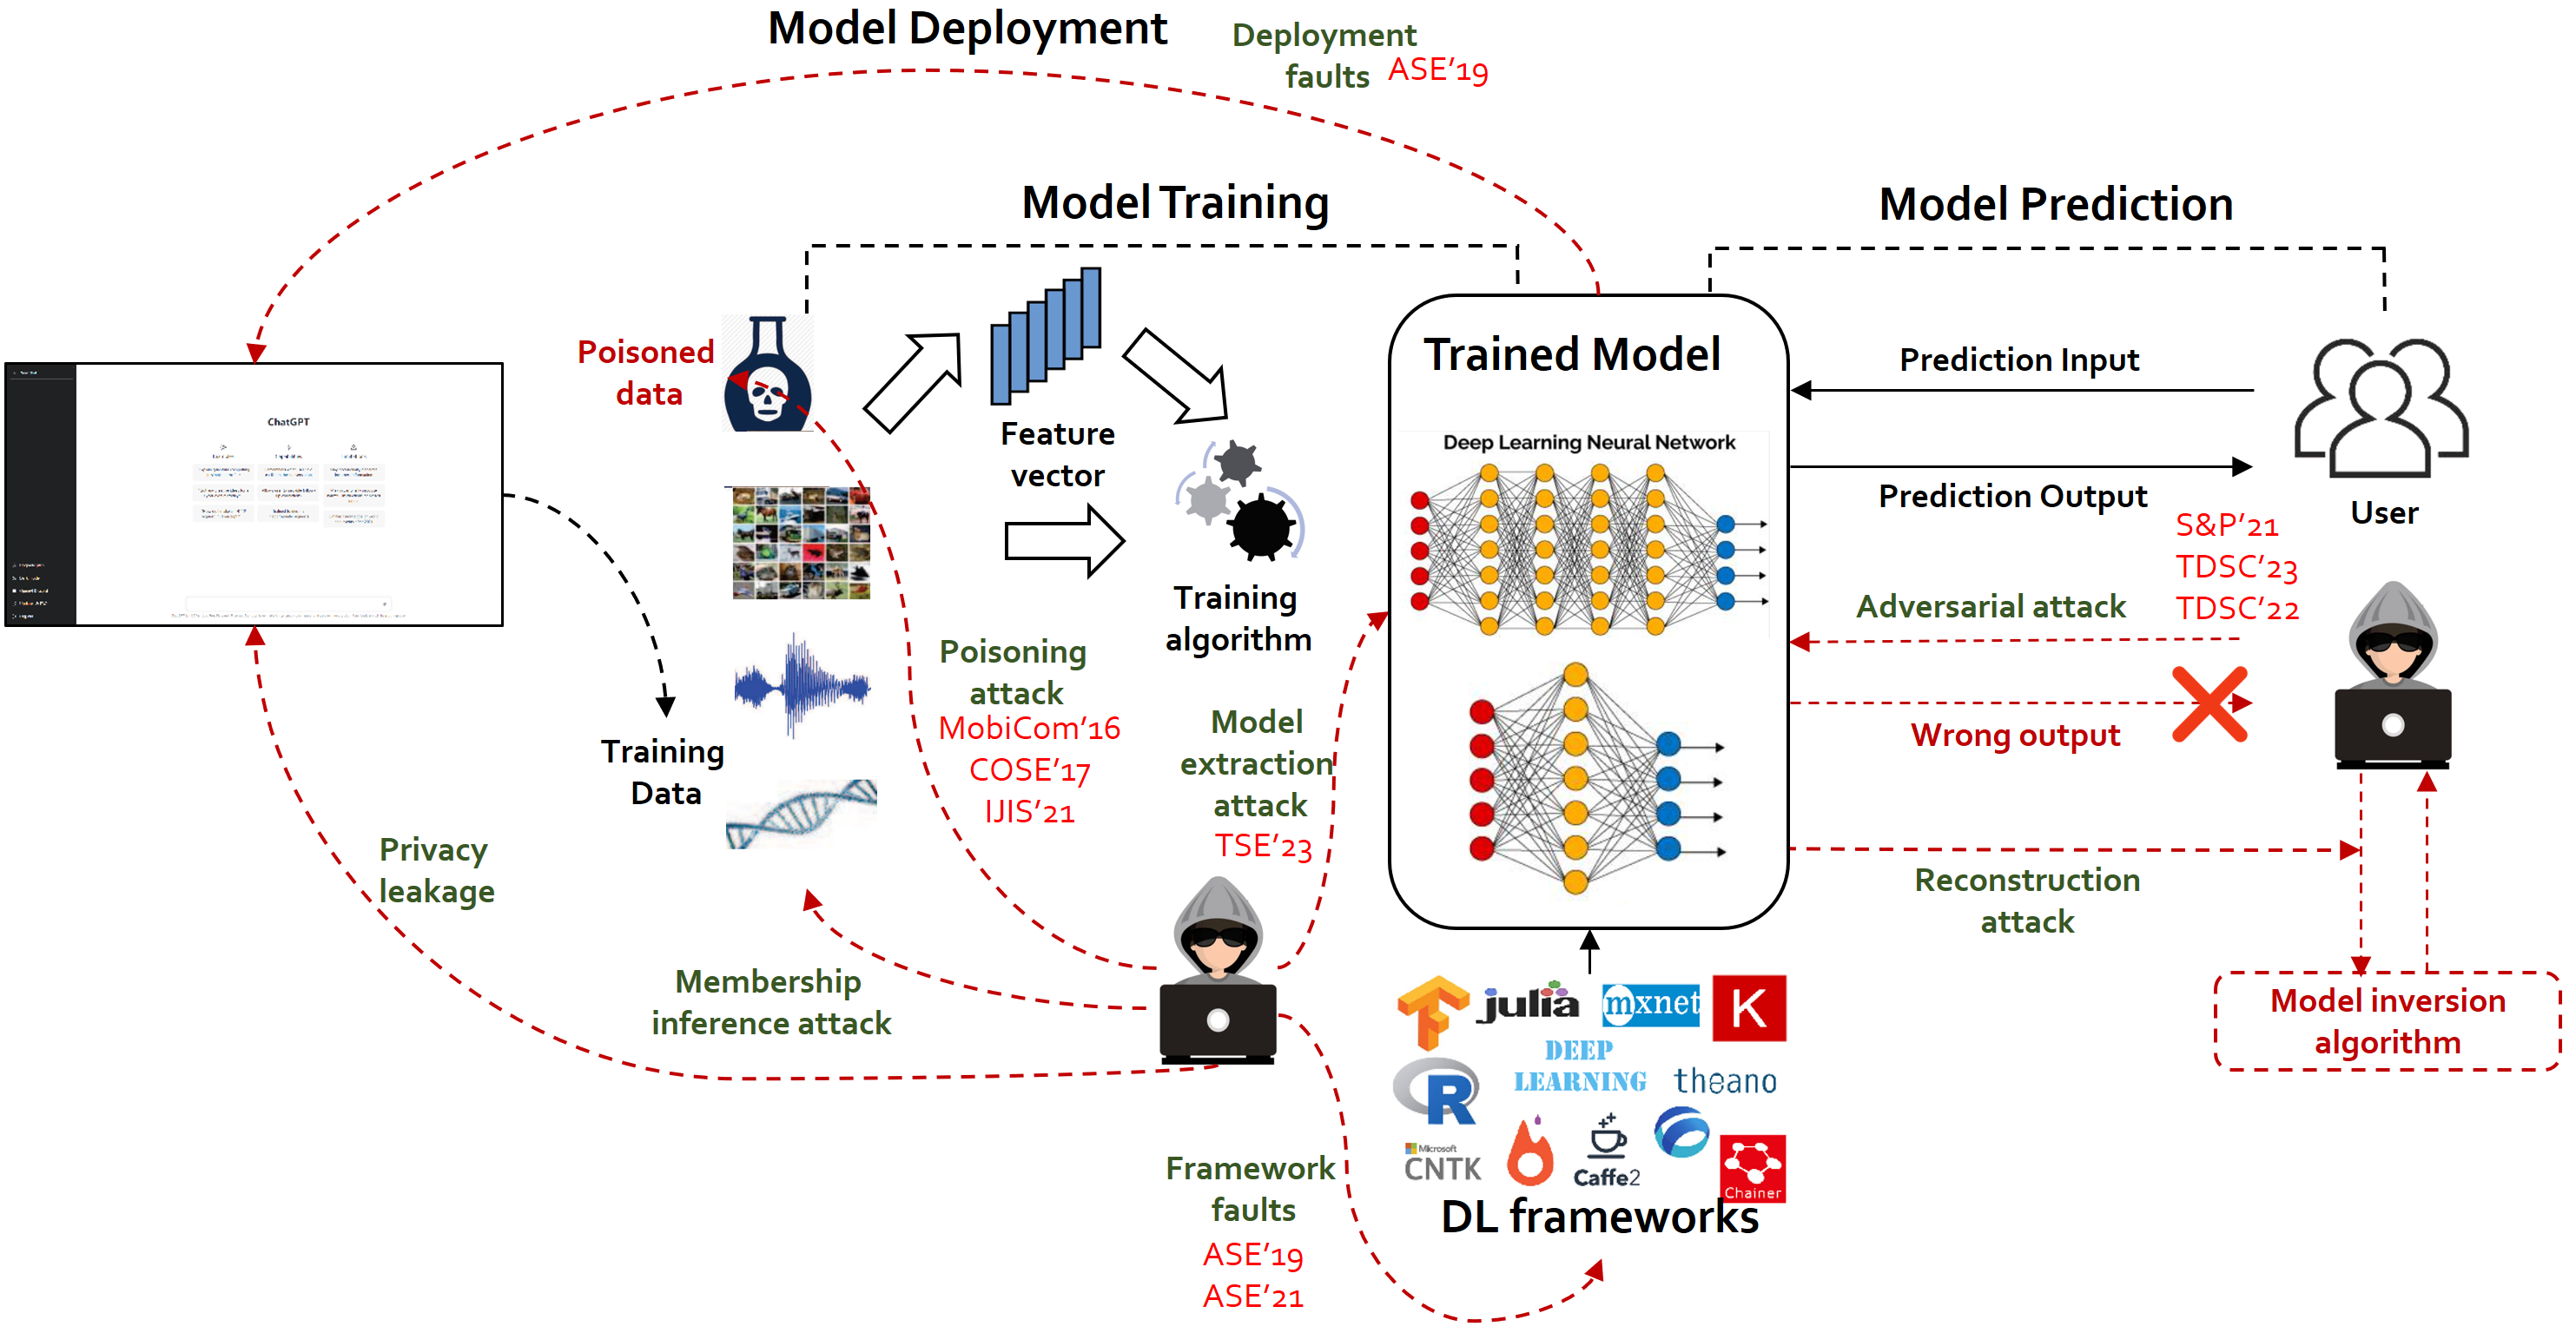 Model Deployment
Deployment
faults ASE'19
Model Training
Model Prediction
Poisoned
data
Feature
vector
Training
algorithm
Trained Model
Deep Learning Neural Network
Prediction Input
Prediction Output
User
S&P'21
TDSC'23
TDSC'22
Adversarial attack
Wrong output
ChatGPT
Training
Data
Poisoning
attack
MobiCom'16
COSE'17
IJIS'21
Model
extraction
attack
TSE'23
Privacy
leakage
Membership
inference attack
Reconstruction
attack
Model inversion
algorithm
julia
mxnet
K
DEEP
LEARNING
R
theano
Microsoft
CNTK
Caffe2
Chainer
DL frameworks
Framework
faults
ASE'19
ASE'21